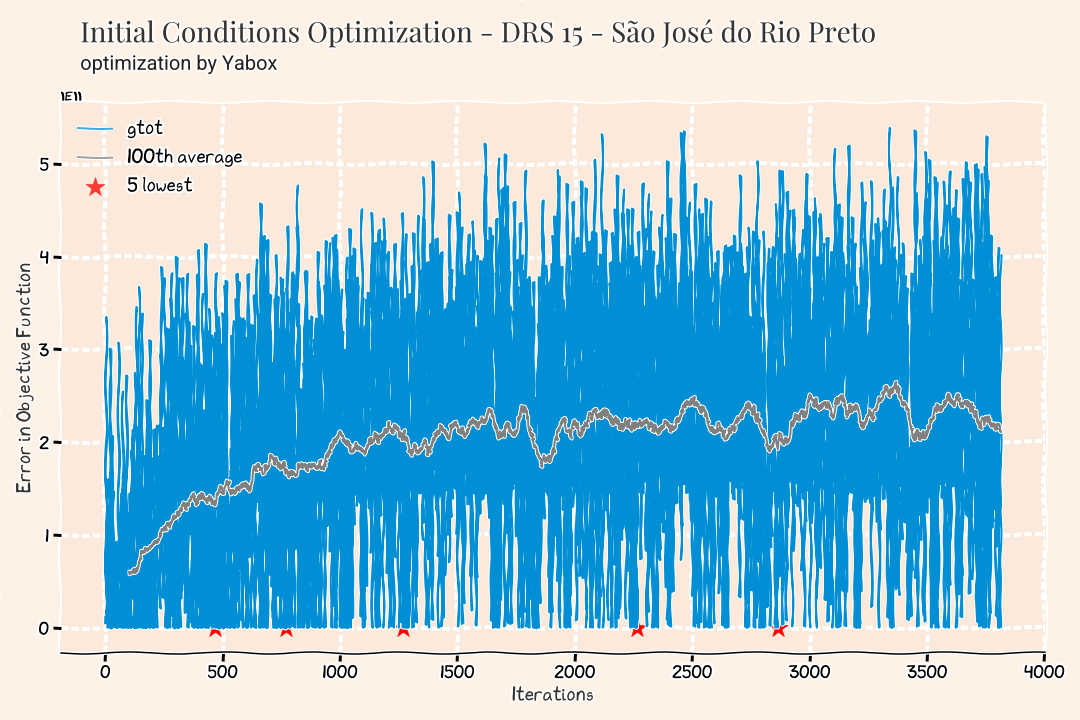 Initial Conditions Optimization - DRS 15 - São José do Rio Preto
optimization by Yabox
1E11
gtot
100th average
5 lowest
5
4
3
2
1
0
Error in Objective Function
0 500 1000 1500 2000 2500 3000 3500 4000
Iterations